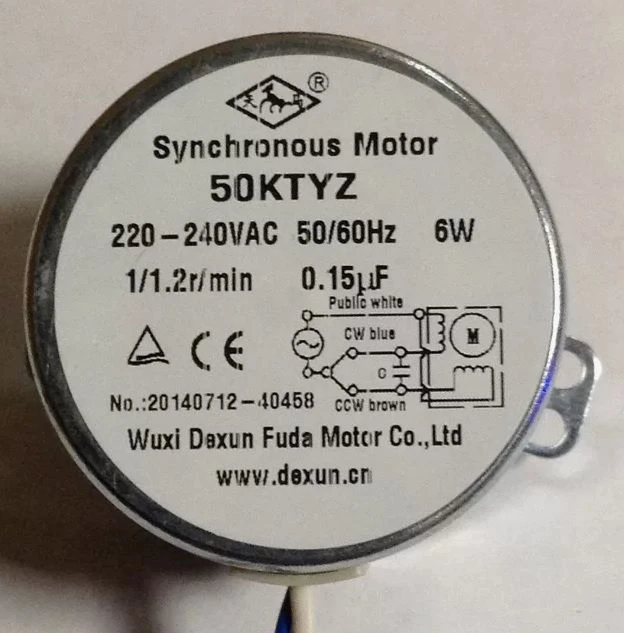 ®
Synchronous Motor
50KTYZ
220-240VAC 50/60Hz 6W
1/1.2r/min 0.15μF
Public white
CW blue
M
CE
C
No.:20140712-40458
CCW brown
Wuxi Dexun Fuda Motor Co.,Ltd
www.dexun.cn